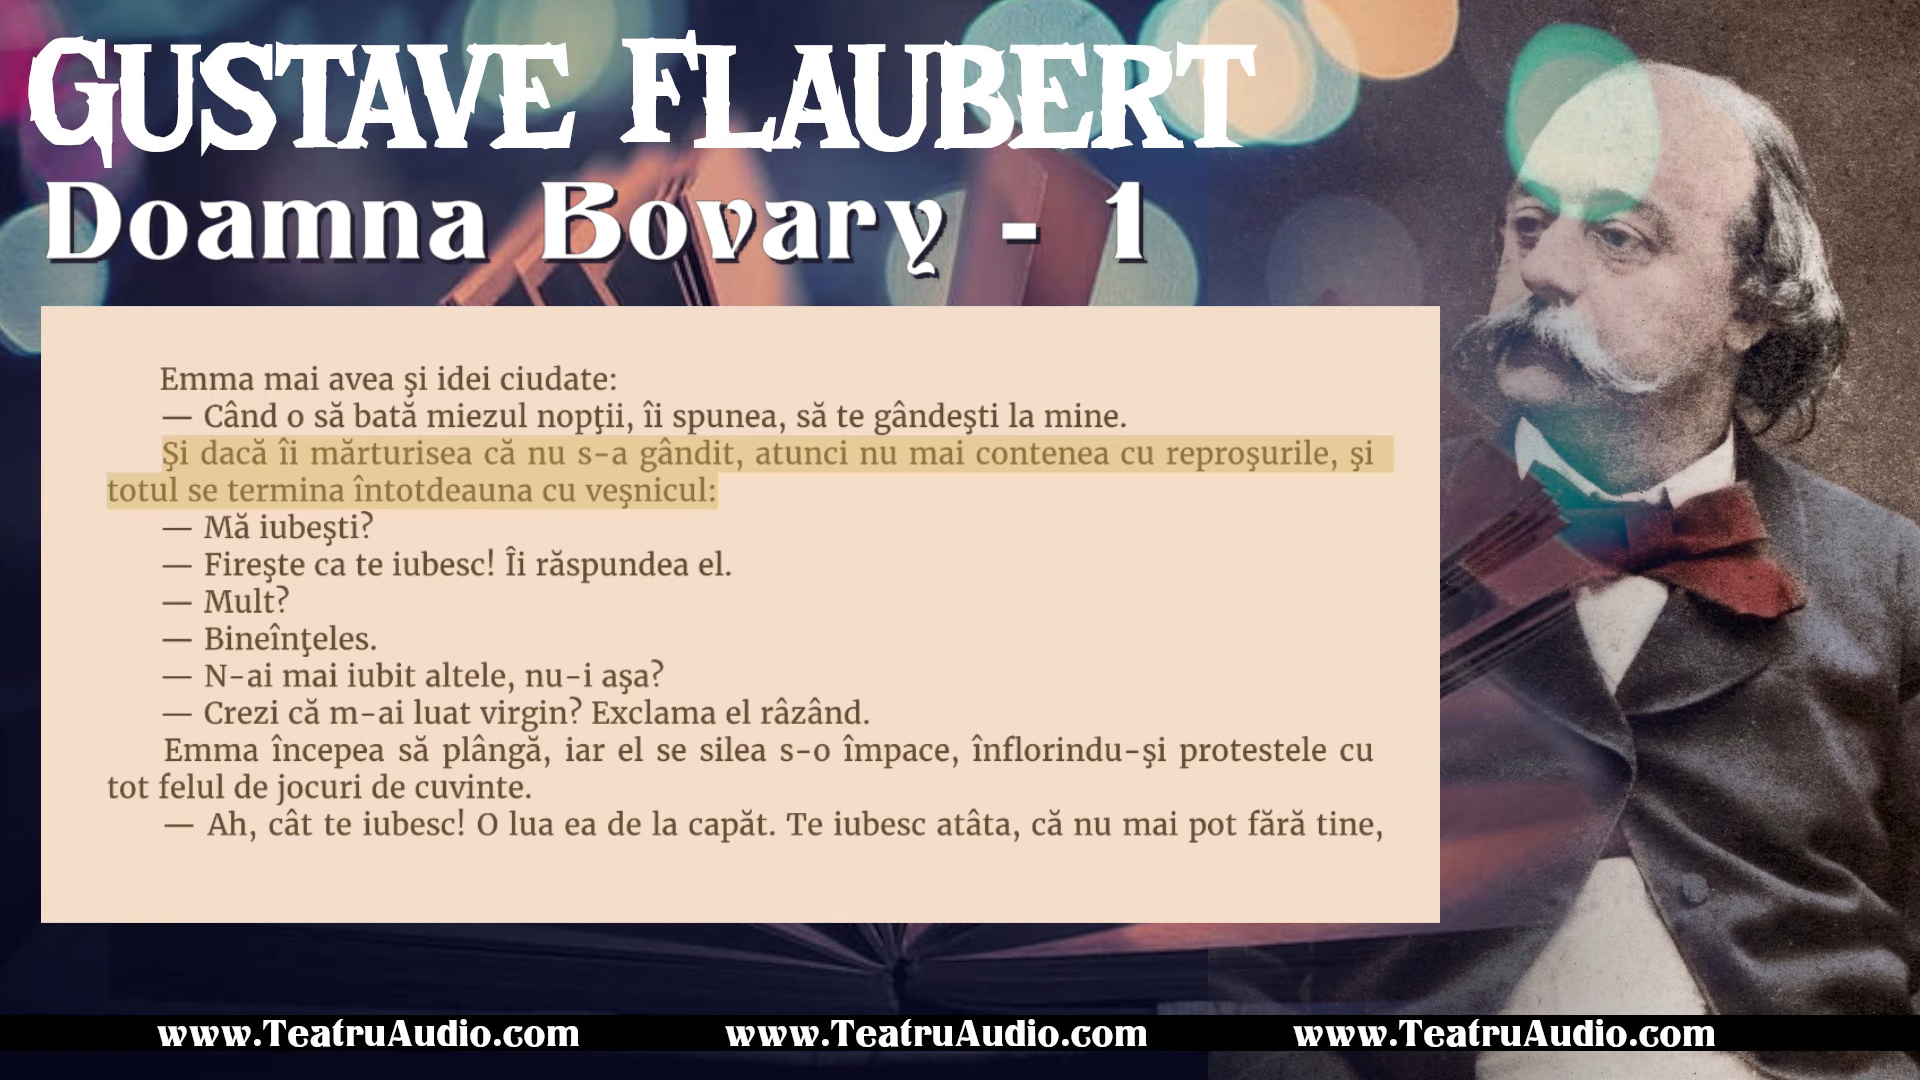 GUSTAVE FLAUBERT
Doamna Bovary - 1
Emma mai avea şi idei ciudate:
— Când o să bată miezul nopţii, îi spunea, să te gândeşti la mine.
Şi dacă îi mărturisea că nu s-a gândit, atunci nu mai contenea cu reproşurile, şi
totul se termina întotdeauna cu veşnicul:
— Mă iubeşti?
— Fireşte ca te iubesc! Îi răspundea el.
— Mult?
— Bineînţeles.
— N-ai mai iubit altele, nu-i aşa?
— Crezi că m-ai luat virgin? Exclama el râzând.
Emma începea să plângă, iar el se silea s-o împace, înflorindu-şi protestele cu
tot felul de jocuri de cuvinte.
— Ah, cât te iubesc! O lua ea de la capăt. Te iubesc atâta, că nu mai pot fără tine,
www.TeatruAudio.com www.TeatruAudio.com www.TeatruAudio.com